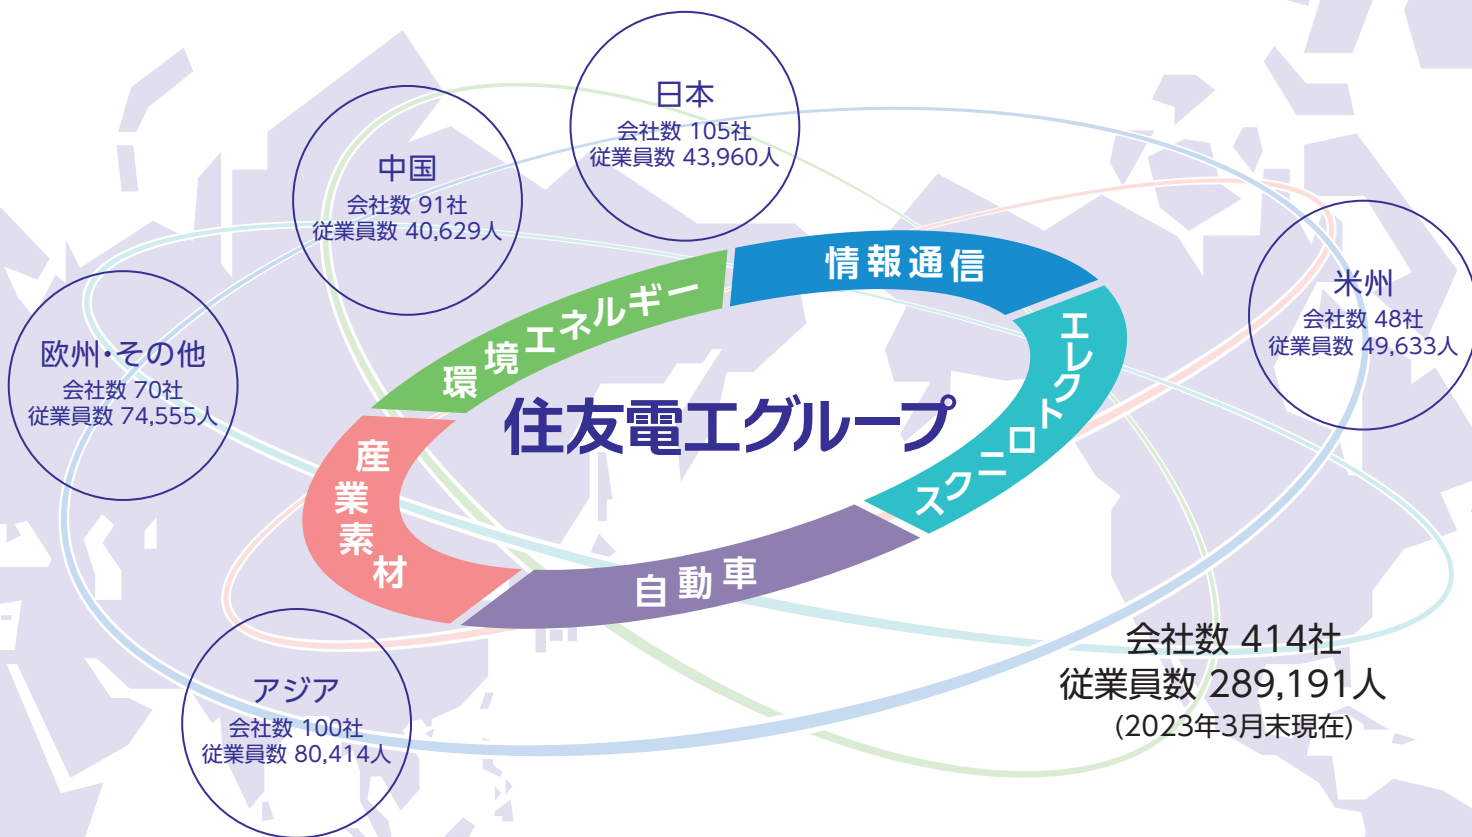 日本
会社数 105社
従業員数 43,960人
中国
会社数 91社
従業員数 40,629人
米州
会社数 48社
従業員数 49,633人
欧州・その他
会社数 70社
従業員数 74,555人
情報通信
環境エネルギー
エレクトロニクス
住友電工グループ
産業素材
自動車
アジア
会社数 100社
従業員数 80,414人
会社数 414社
従業員数 289,191人
(2023年3月末現在)